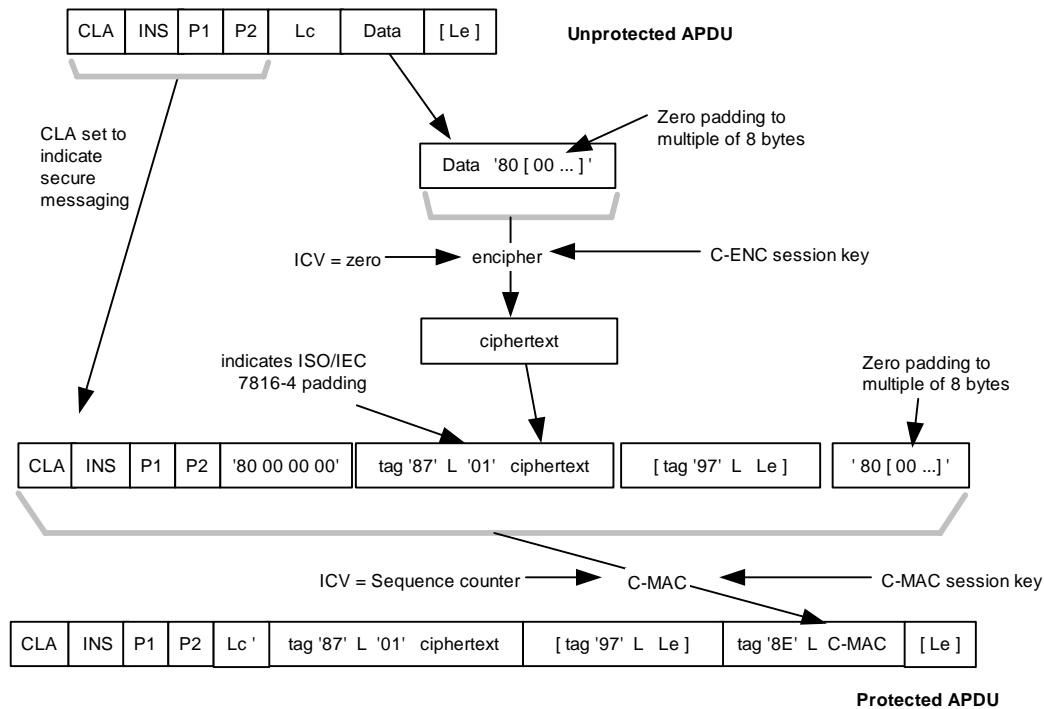 CLA INS P1 P2 Lc Data [ Le ]
Unprotected APDU
CLA set to
indicate
secure
messaging
Zero padding to
multiple of 8 bytes
Data '80 [ 00 ... ] '
ICV = zero
encipher
C-ENC session key
ciphertext
indicates ISO/IEC
7816-4 padding
Zero padding to
multiple of 8 bytes
CLA INS P1 P2 '80 00 00 00' tag '87' L '01' ciphertext [ tag '97' L Le ] ' 80 [ 00 ...] '
ICV = Sequence counter
C-MAC
C-MAC session key
CLA INS P1 P2 Lc ' tag '87' L '01' ciphertext [ tag '97' L Le ] tag '8E' L C-MAC [ Le ]
Protected APDU